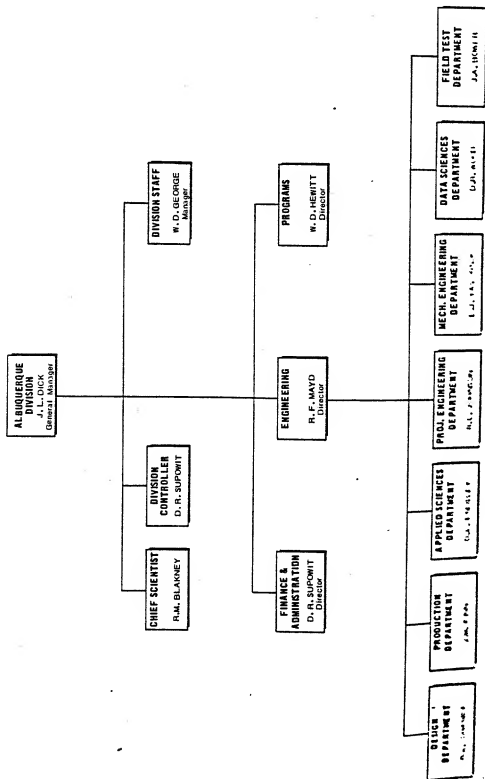 ALBUQUERQUE
DIVISION
J. L. DICK
General Manager
CHIEF SCIENTIST
R.M. BLAKNEY
DIVISION
CONTROLLER
D. R. SUPOWIT
DIVISION STAFF
W. D. GEORGE
Manager
FINANCE &
ADMINISTRATION
D. R. SUPOWIT
Director
ENGINEERING
R. F. MAYD
Director
PROGRAMS
W. D. HEWITT
Director
DESIGN
DEPARTMENT
PRODUCTION
DEPARTMENT
APPLIED SCIENCES
DEPARTMENT
PROJ. ENGINEERING
DEPARTMENT
MECH. ENGINEERING
DEPARTMENT
DATA SCIENCES
DEPARTMENT
FIELD TEST
DEPARTMENT